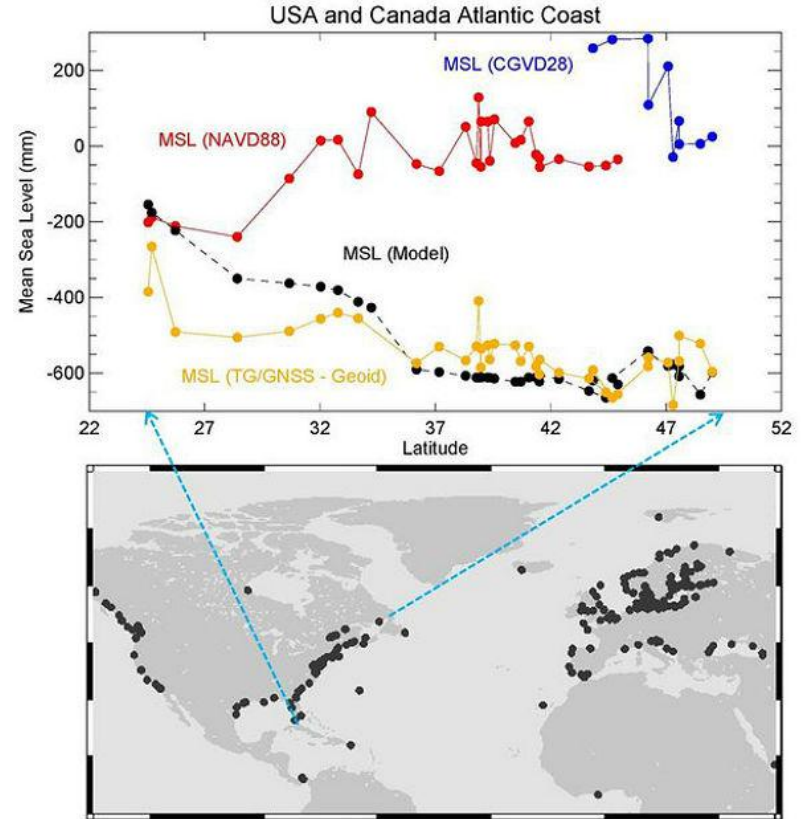 USA and Canada Atlantic Coast
MSL (CGVD28)
MSL (NAVD88)
MSL (Model)
MSL (TG/GNSS - Geoid)
Mean Sea Level (mm)
200
0
-200
-400
-600
22 27 32 37 42 47 52
Latitude